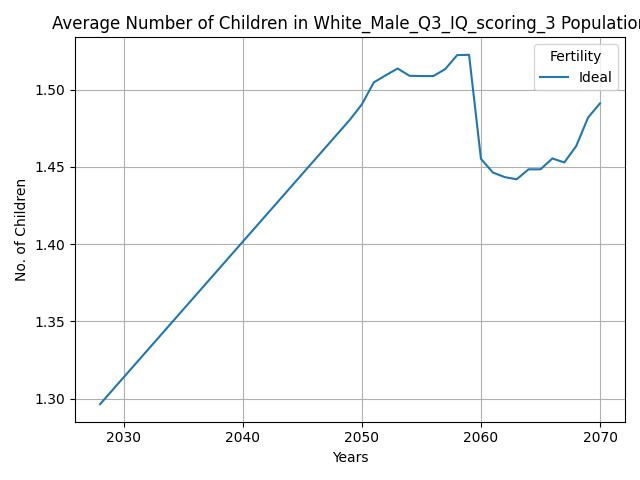 Average Number of Children in White_Male_Q3_IQ_scoring_3 Population
Fertility
Ideal
No. of Children
1.50
1.45
1.40
1.35
1.30
2030 2040 2050 2060 2070
Years